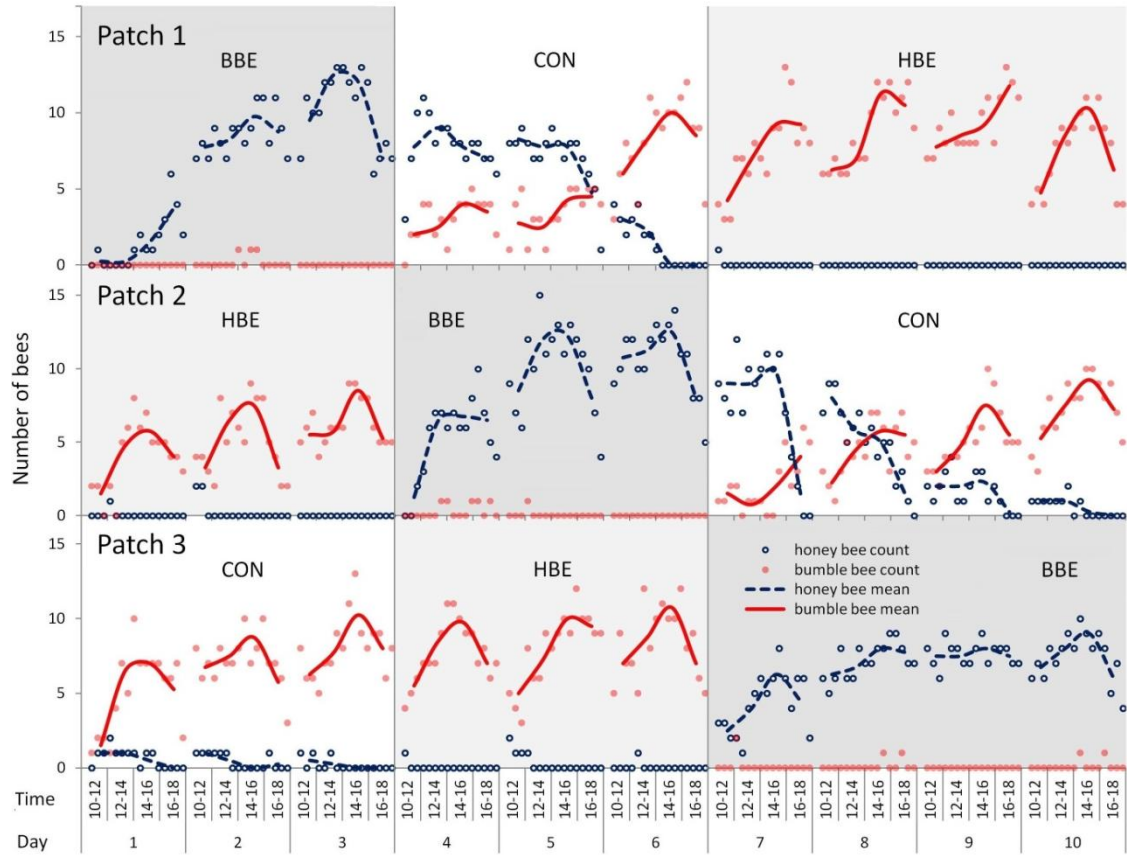 Number of bees
Patch 1
BBE
CON
HBE
15
10
5
0
Patch 2
HBE
BBE
CON
15
10
5
0
Patch 3
CON
HBE
BBE
honey bee count
bumble bee count
honey bee mean
bumble bee mean
15
10
5
0
Time
10-12 12-14 14-16 16-18 10-12 12-14 14-16 16-18 10-12 12-14 14-16 16-18 10-12 12-14 14-16 16-18 10-12 12-14 14-16 16-18 10-12 12-14 14-16 16-18 10-12 12-14 14-16 16-18 10-12 12-14 14-16 16-18 10-12 12-14 14-16 16-18 10-12 12-14 14-16 16-18
Day 1 2 3 4 5 6 7 8 9 10